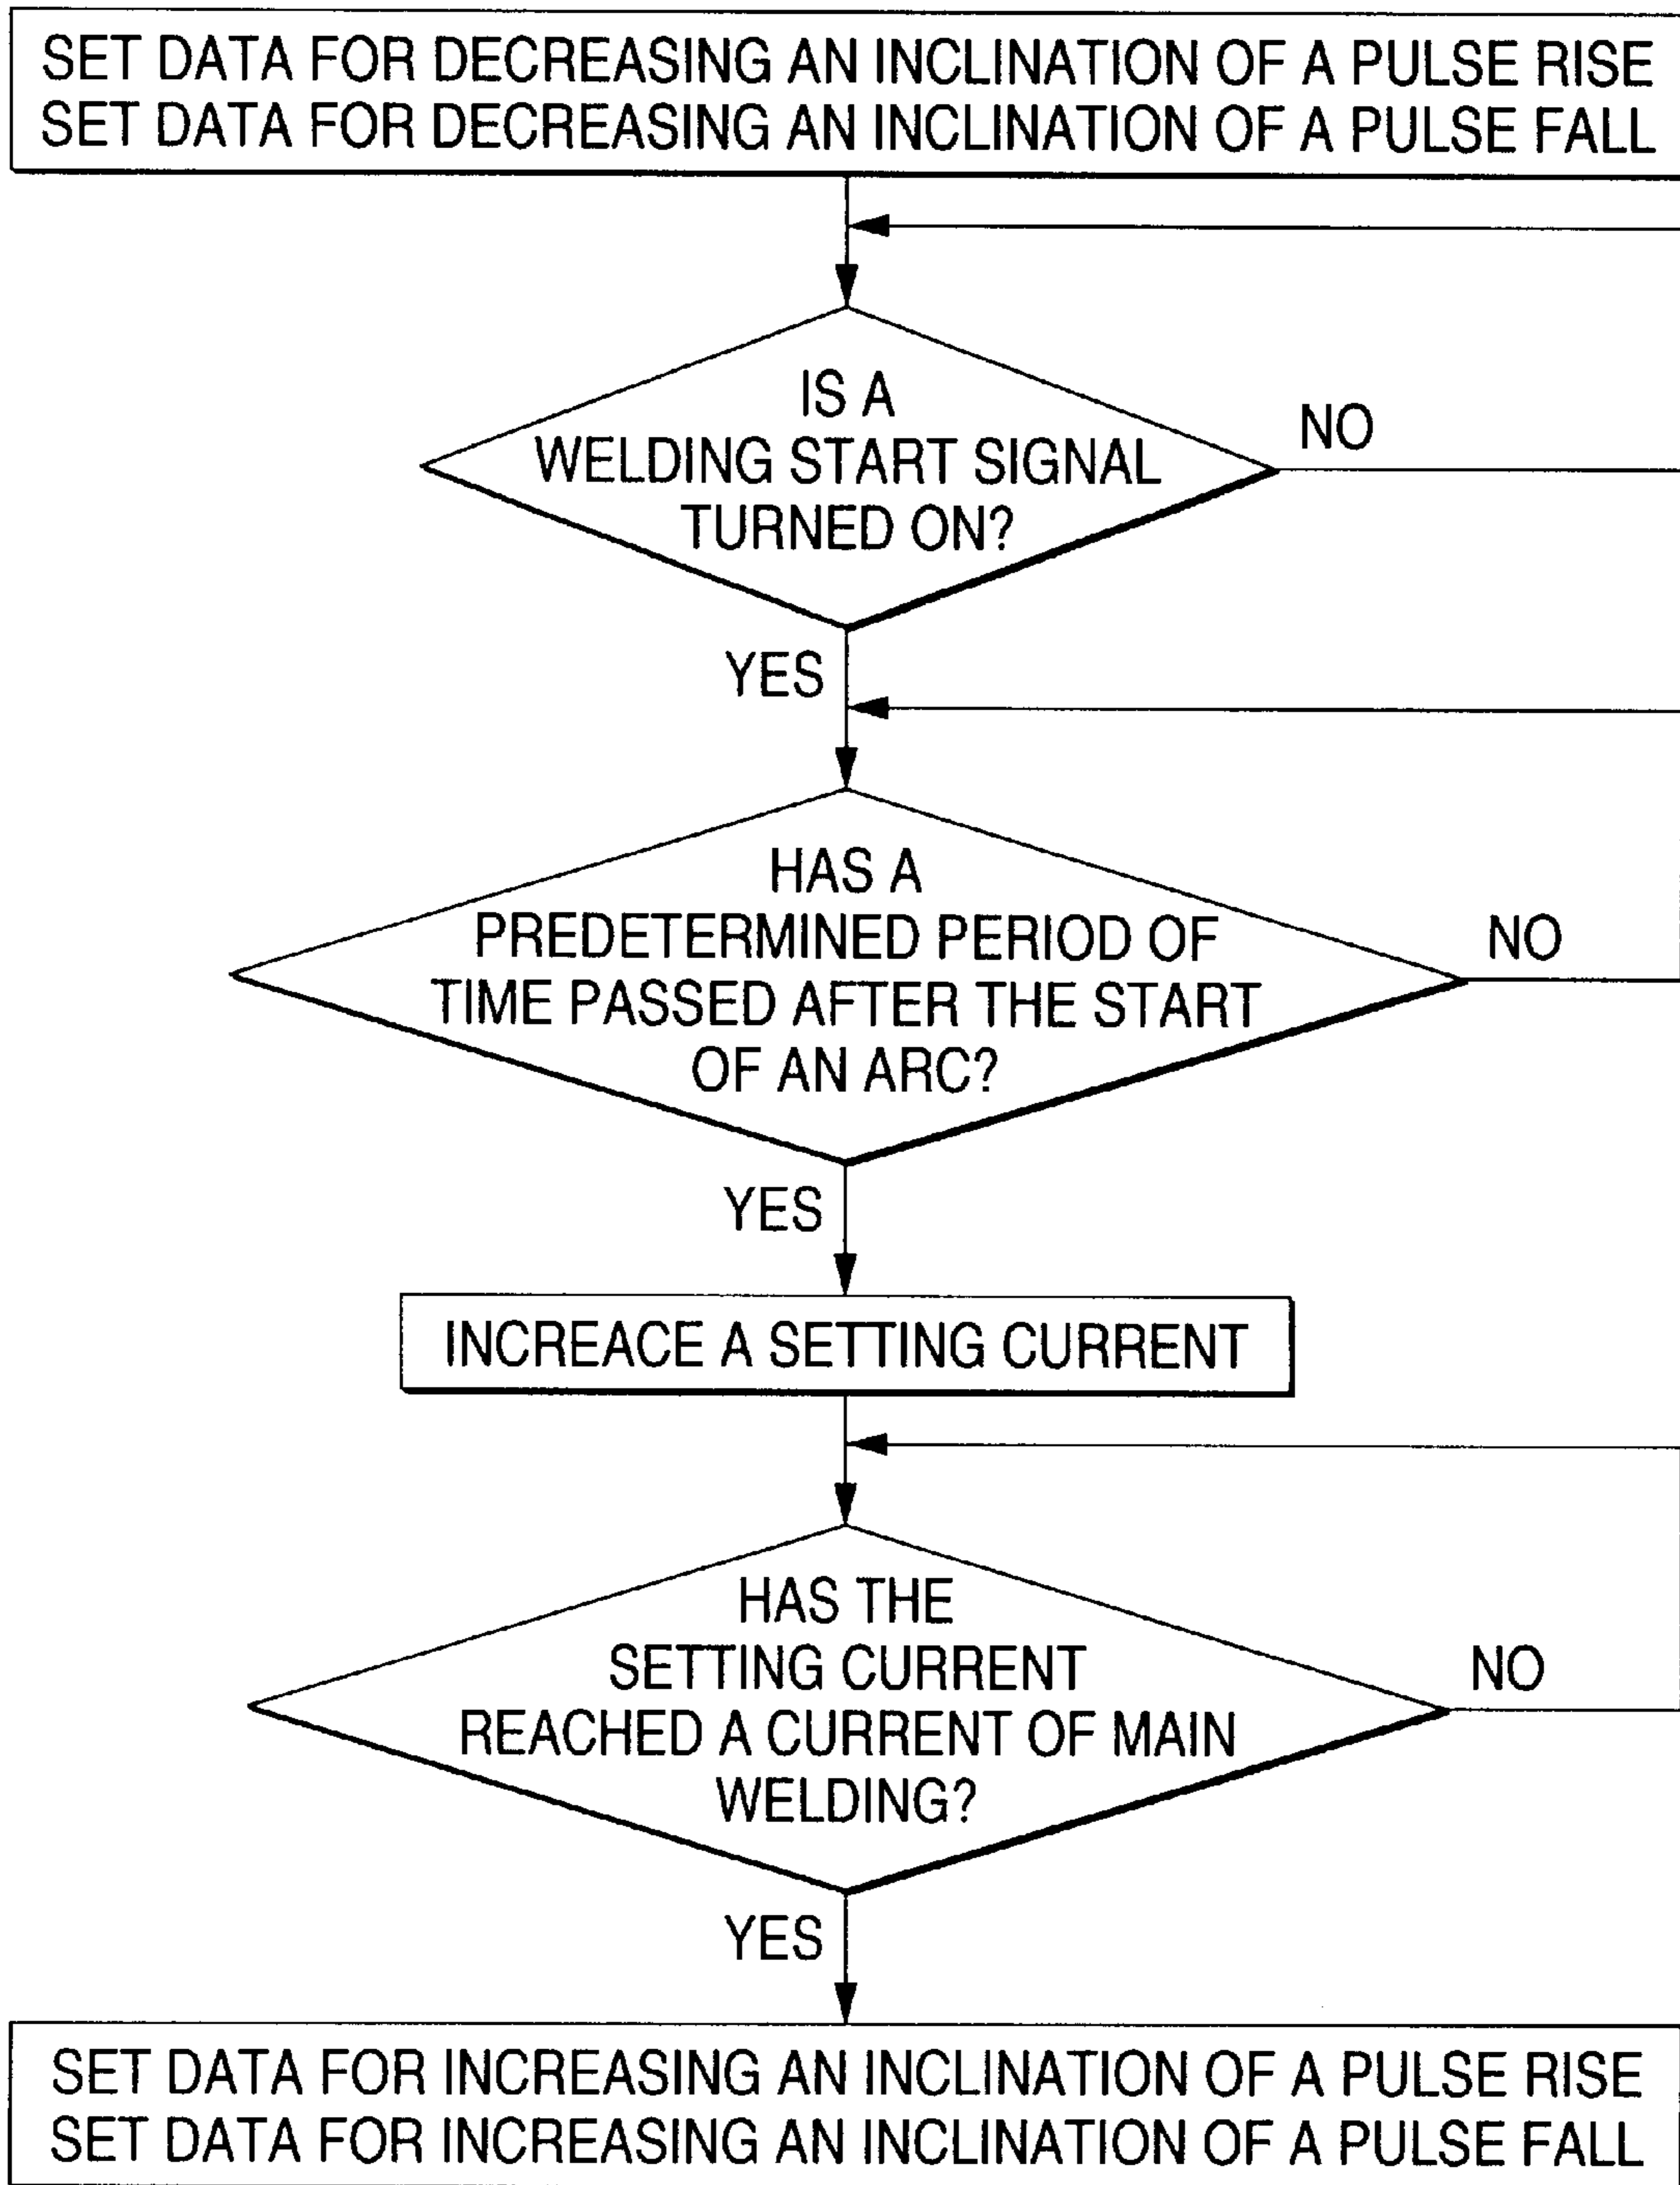 SET DATA FOR DECREASING AN INCLINATION OF A PULSE RISE
SET DATA FOR DECREASING AN INCLINATION OF A PULSE FALL
IS A
WELDING START SIGNAL
TURNED ON?
NO
YES
HAS A
PREDETERMINED PERIOD OF
TIME PASSED AFTER THE START
OF AN ARC?
NO
YES
INCREACE A SETTING CURRENT
HAS THE
SETTING CURRENT
REACHED A CURRENT OF MAIN
WELDING?
NO
YES
SET DATA FOR INCREASING AN INCLINATION OF A PULSE RISE
SET DATA FOR INCREASING AN INCLINATION OF A PULSE FALL